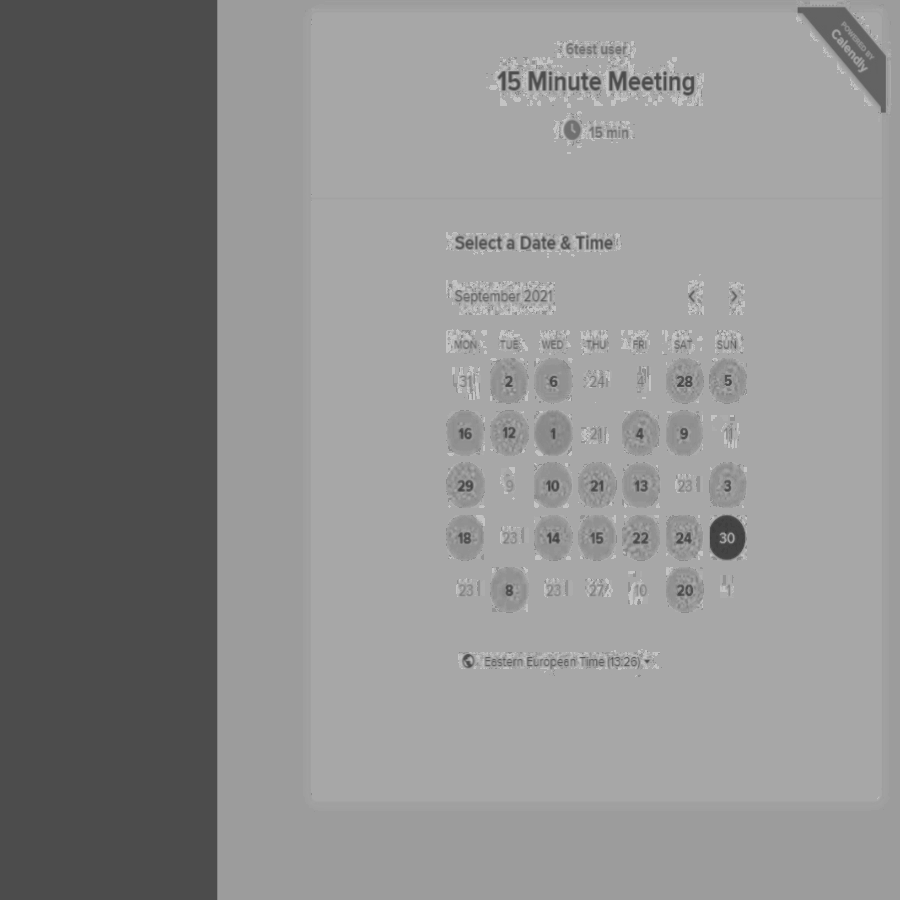 POWERED BY
Calendly
6test user
15 Minute Meeting
15 min
Select a Date & Time
September 2021
MON TUE WED THU FRI SAT SUN
31 2 6 24 4 28 5
16 12 1 21 4 9 11
29 9 10 21 13 23 3
18 23 14 15 22 24 30
23 8 23 27 10 20 1
Eastern European Time (13:26)